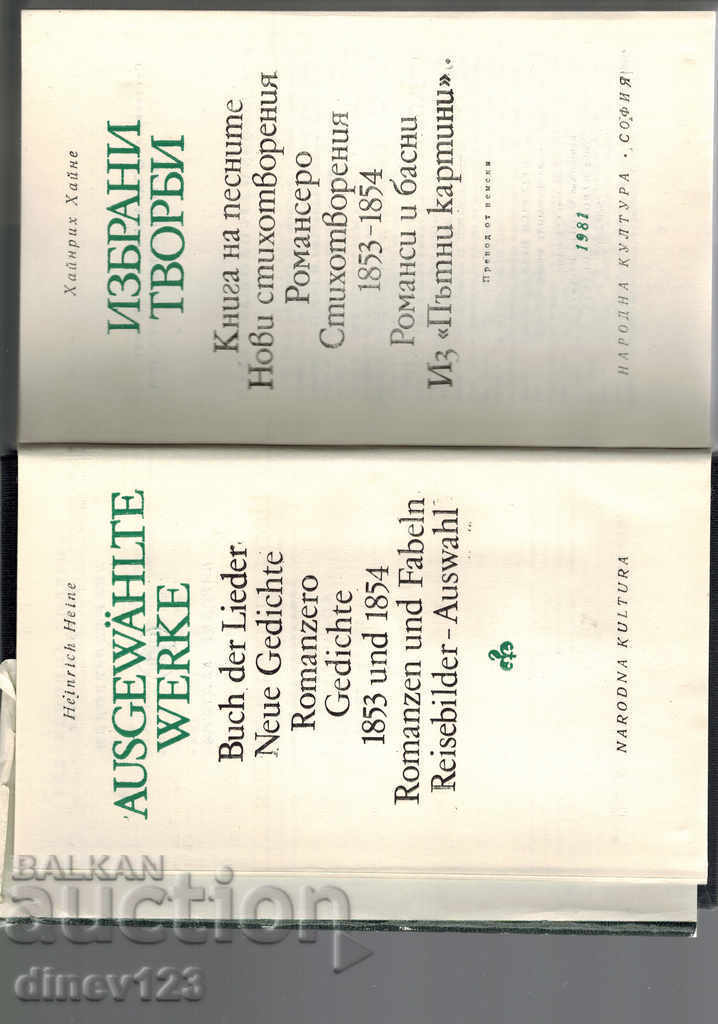 Heinrich Heine
AUSGEWÄHLTE
WERKE
Buch der Lieder
Neue Gedichte
Romanzero
Gedichte
1853 und 1854
Romanzen und Fabeln
Reisebilder–Auswahl
NARODNA KULTURA
Хайнрих Хайне
ИЗБРАНИ
ТВОРБИ
Книга на песните
Нови стихотворения
Романсеро
Стихотворения
1853–1854
Романси и басни
Из «Пътни картини»
Превод от немски
1981
НАРОДНА КУЛТУРА · СОФИЯ
BALKAN
auction
dinev123